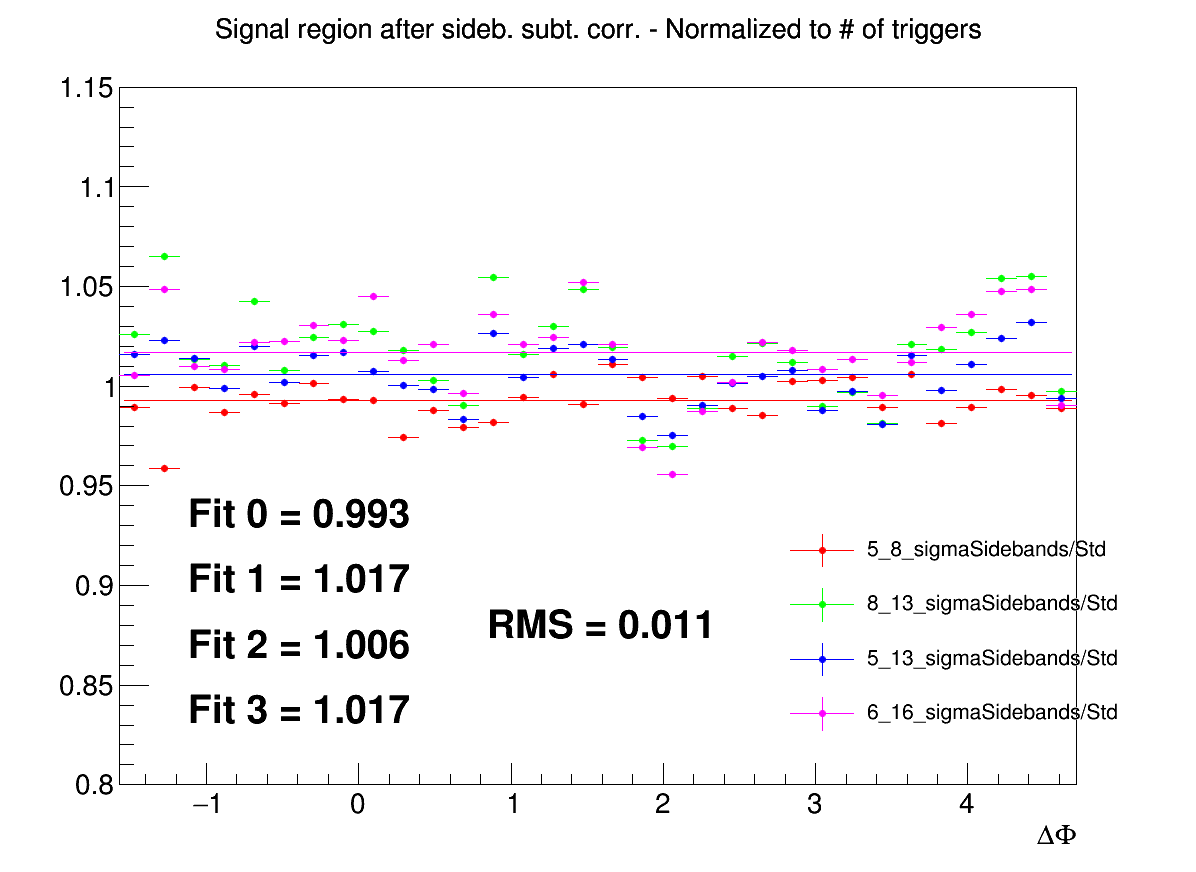 Signal region after sideb. subt. corr. - Normalized to # of triggers
1.15
1.1
1.05
1
0.95
0.9
0.85
0.8
Fit 0 = 0.993
Fit 1 = 1.017
Fit 2 = 1.006
Fit 3 = 1.017
RMS = 0.011
5_8_sigmaSidebands/Std
8_13_sigmaSidebands/Std
5_13_sigmaSidebands/Std
6_16_sigmaSidebands/Std
−1 0 1 2 3 4
ΔΦ